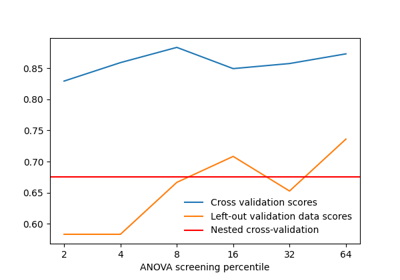 0.85
0.80
0.75
0.70
0.65
0.60
Cross validation scores
Left-out validation data scores
Nested cross-validation
2 4 8 16 32 64
ANOVA screening percentile